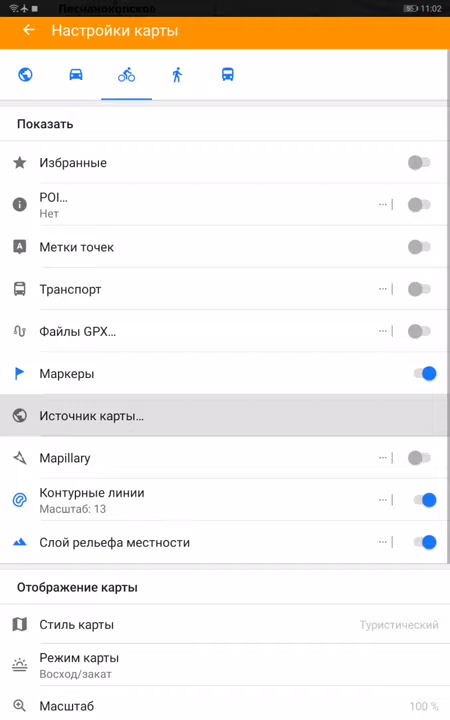 Песчанокопское
11:02
Настройки карты
Показать
Избранные
POI...
Нет
Метки точек
Транспорт
Файлы GPX...
Маркеры
Источник карты...
Mapillary
Контурные линии
Масштаб: 13
Слой рельефа местности
Отображение карты
Стиль карты
Туристический
Режим карты
Восход/закат
Масштаб
100 %